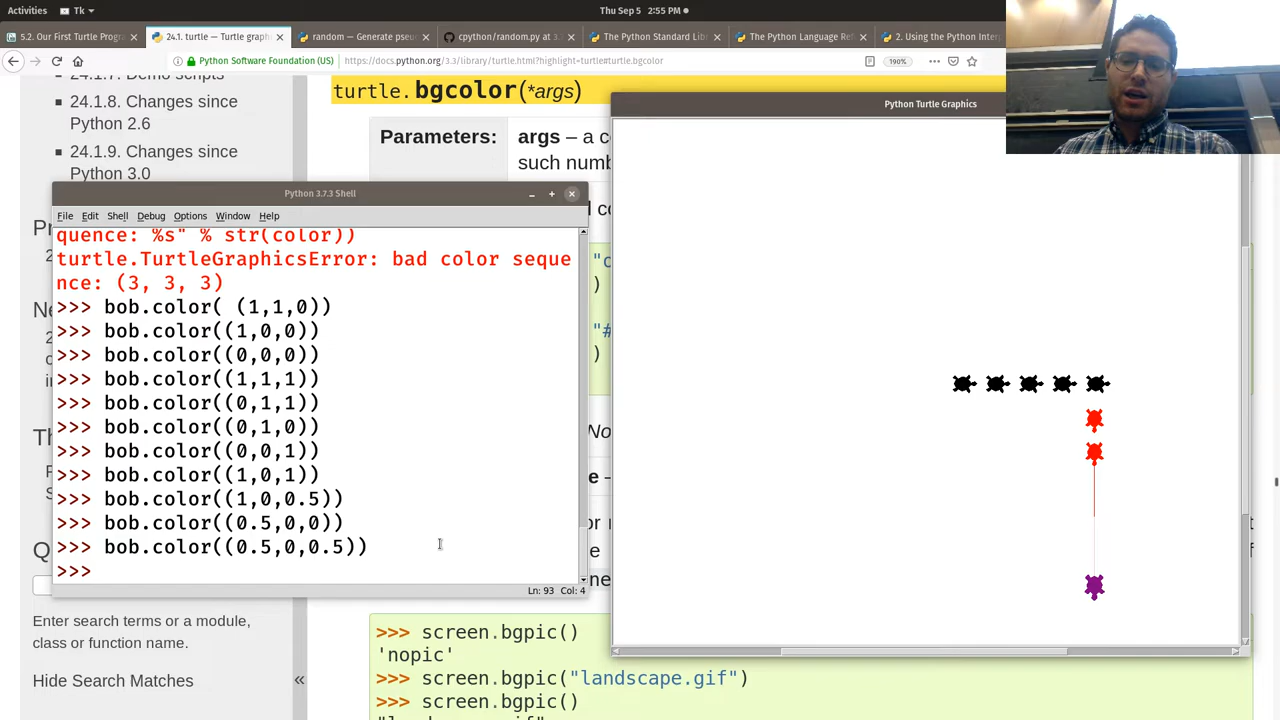 Activities Tk Thu Sep 5 2:55 PM
5.2. Our First Turtle Progra
24.1. turtle — Turtle graph
random — Generate pseud
cpython/random.py at 3.
The Python Standard Lib
The Python Language Ref
2. Using the Python Interp
Python Software Foundation (US) https://docs.python.org/3.3/library/turtle.html?highlight=turtle#turtle.bgcolor 190%
24.1.8. Changes since
Python 2.6
24.1.9. Changes since
Python 3.0
Enter search terms or a module,
class or function name.
Hide Search Matches «
turtle.bgcolor(*args)
Parameters: args – a c
such numb
Python 3.7.3 Shell
File Edit Shell Debug Options Window Help
quence: %s" % str(color))
turtle.TurtleGraphicsError: bad color seque
nce: (3, 3, 3)
>>> bob.color( (1,1,0))
>>> bob.color((1,0,0))
>>> bob.color((0,0,0))
>>> bob.color((1,1,1))
>>> bob.color((0,1,1))
>>> bob.color((0,1,0))
>>> bob.color((0,0,1))
>>> bob.color((1,0,1))
>>> bob.color((1,0,0.5))
>>> bob.color((0.5,0,0))
>>> bob.color((0.5,0,0.5))
>>>
Ln: 93 Col: 4
Python Turtle Graphics
>>> screen.bgpic()
'nopic'
>>> screen.bgpic("landscape.gif")
>>> screen.bgpic()